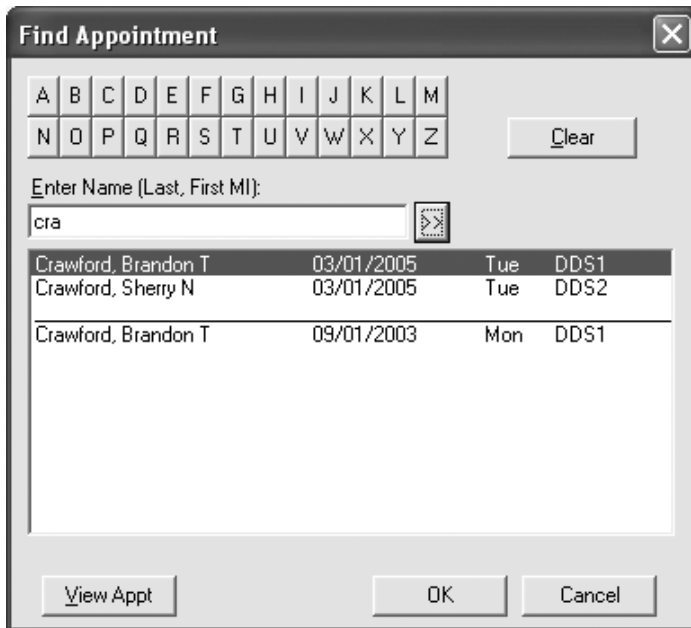 Find Appointment
A B C D E F G H I J K L M
N O P Q R S T U V W X Y Z
Clear
Enter Name (Last, First MI):
cra >>
Crawford, Brandon T 03/01/2005 Tue DDS1
Crawford, Sherry N 03/01/2005 Tue DDS2
Crawford, Brandon T 09/01/2003 Mon DDS1
View Appt OK Cancel